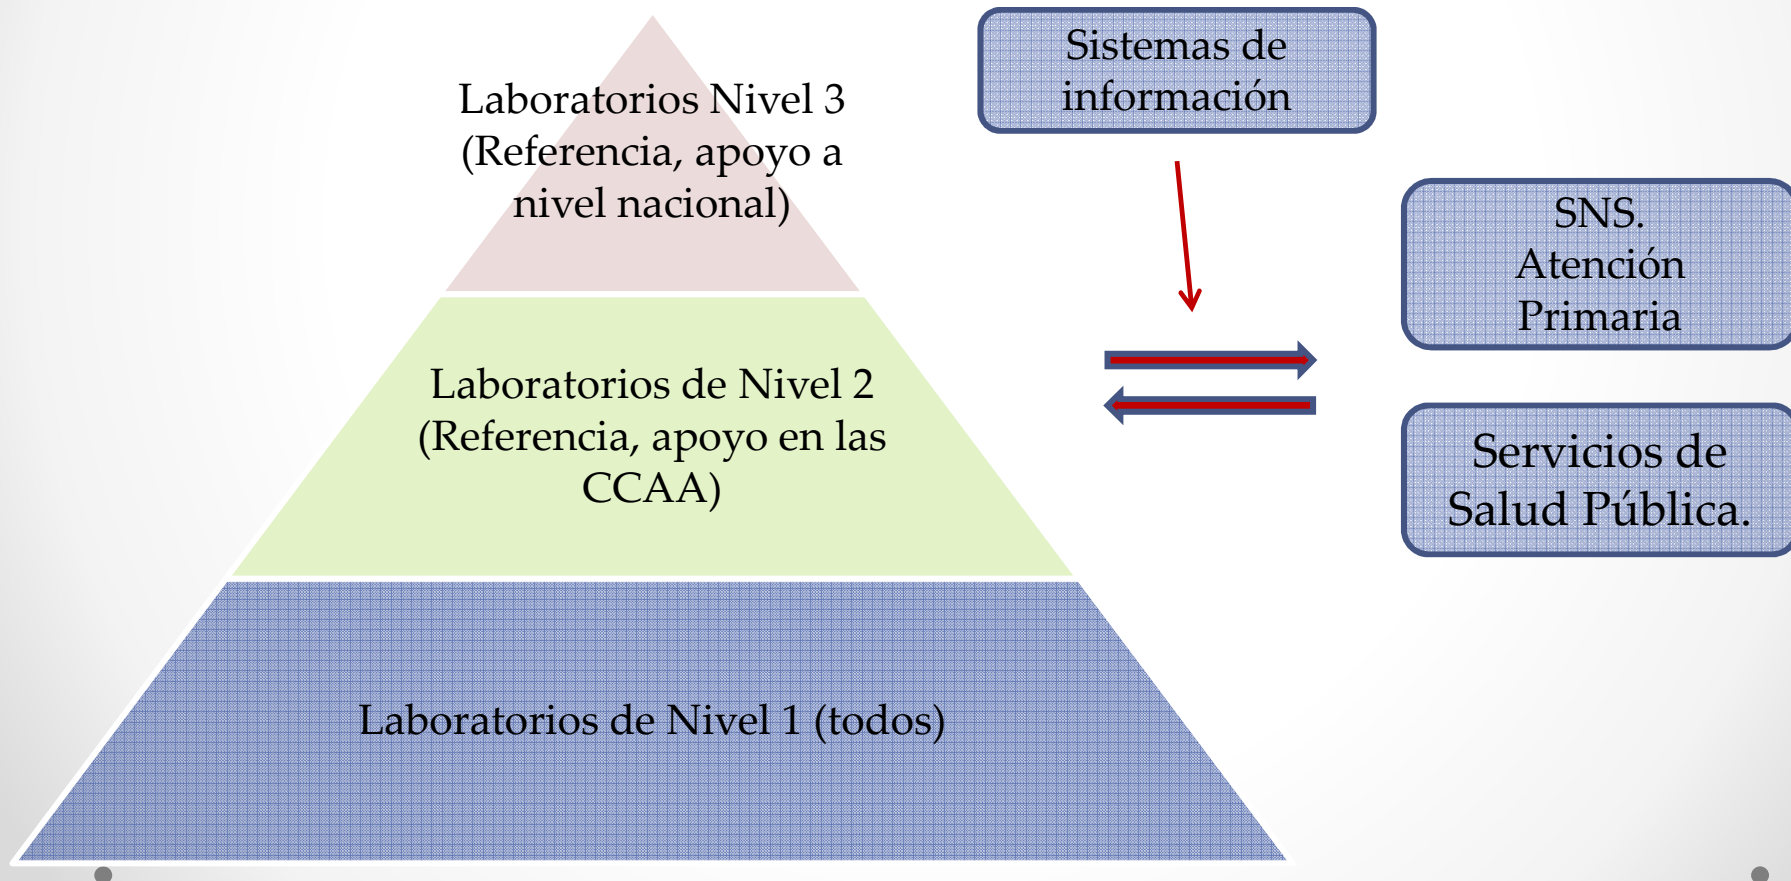 Laboratorios Nivel 3
(Referencia, apoyo a
nivel nacional)
Laboratorios de Nivel 2
(Referencia, apoyo en las
CCAA)
Laboratorios de Nivel 1 (todos)
Sistemas de
información
SNS.
Atención
Primaria
Servicios de
Salud Pública.